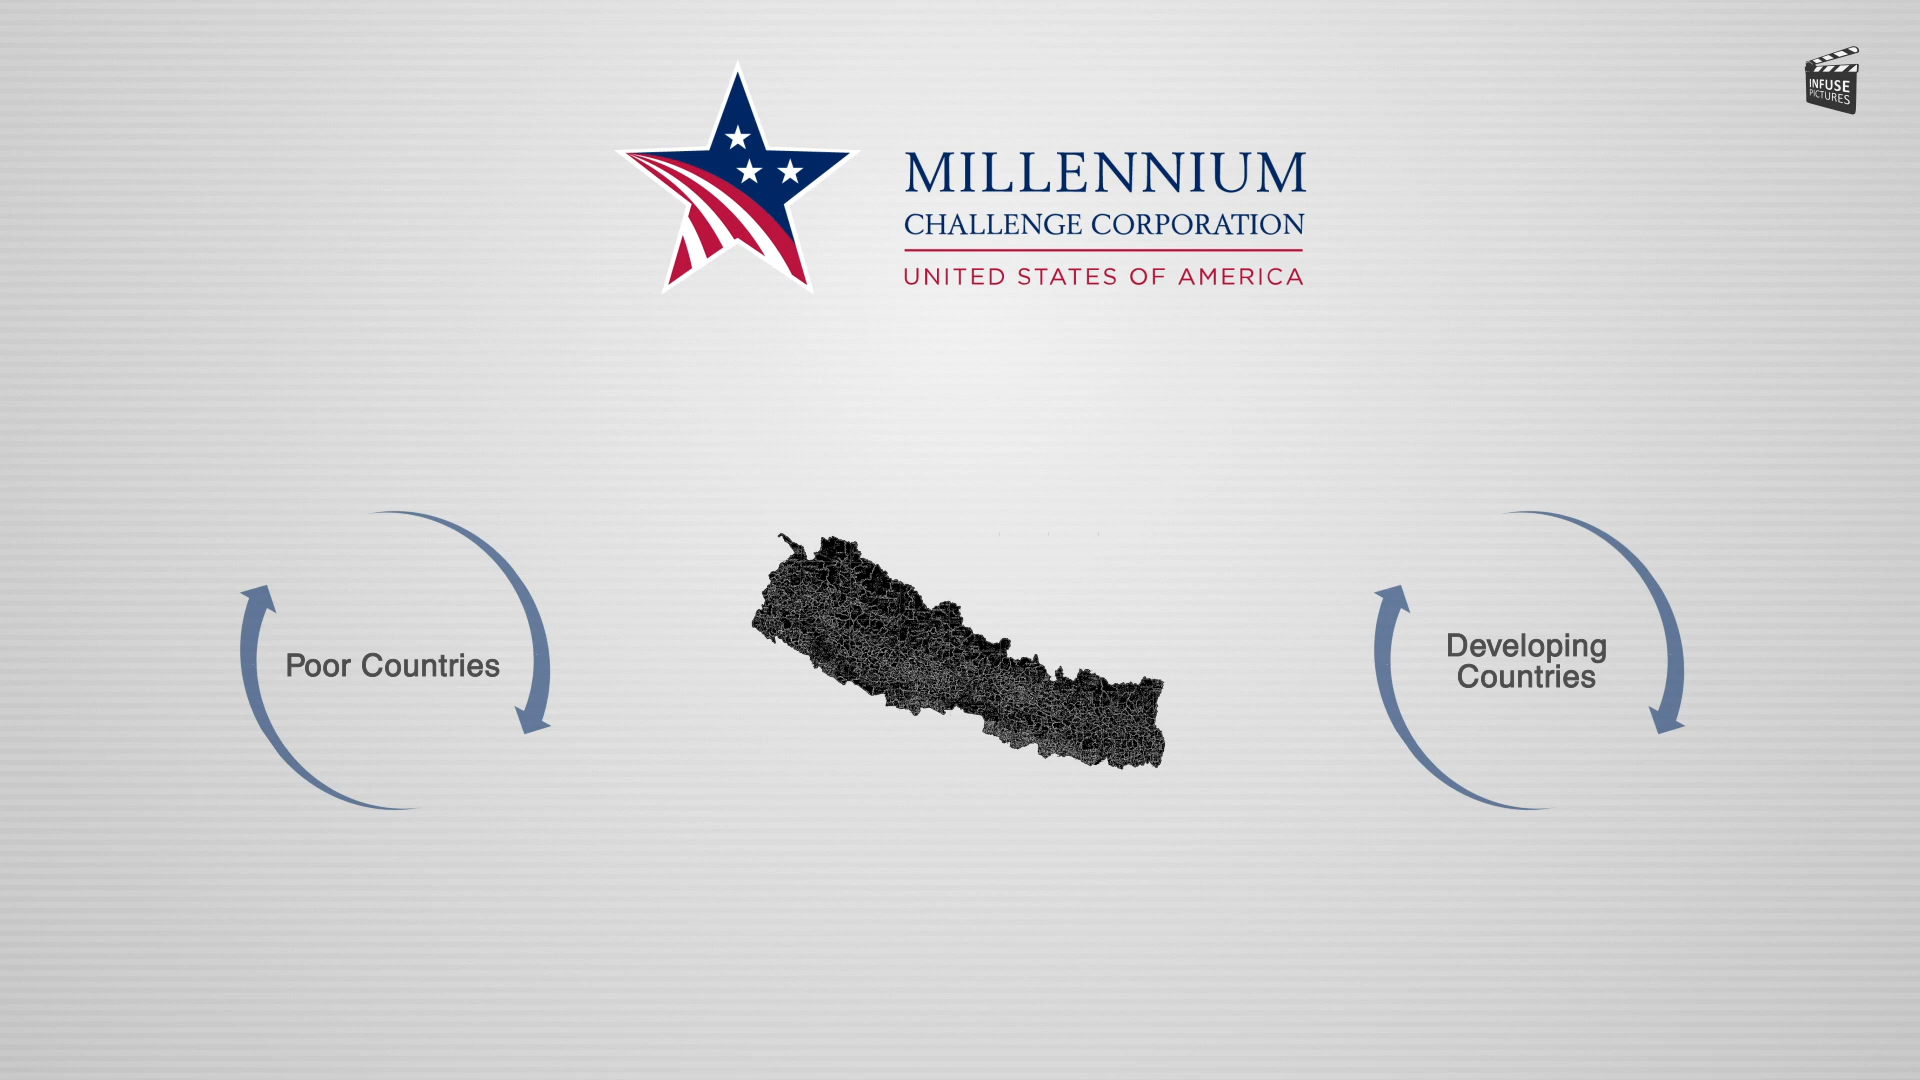 INFUSE
PICTURES
MILLENNIUM
CHALLENGE CORPORATION
UNITED STATES OF AMERICA
Poor Countries
Developing
Countries